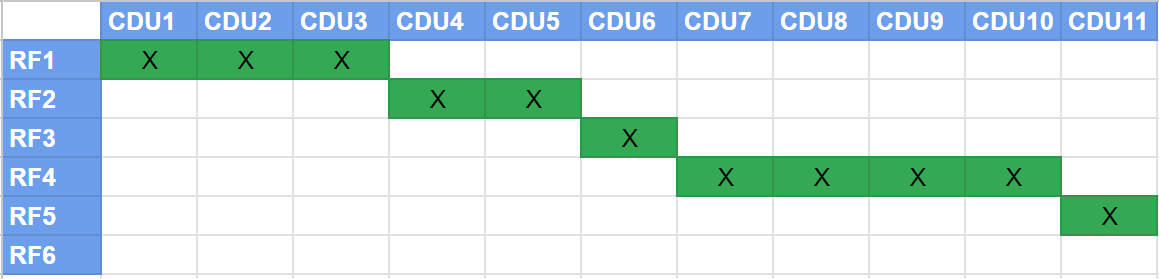 CDU1 CDU2 CDU3 CDU4 CDU5 CDU6 CDU7 CDU8 CDU9 CDU10 CDU11
RF1 X X X
RF2 X X
RF3 X
RF4 X X X X
RF5 X
RF6